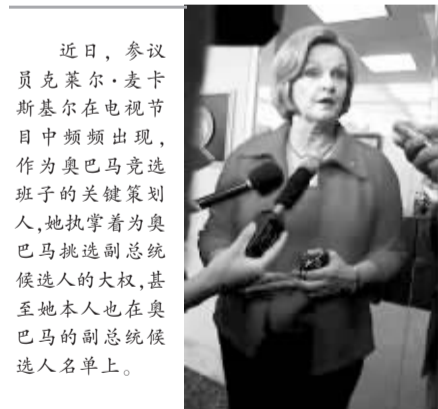 近日，参议
员克莱尔·麦卡
斯基尔在电视节
目中频频出现，
作为奥巴马竞选
班子的关键策划
人，她执掌着为奥
巴马挑选副总统
候选人的大权，甚
至她本人也在奥
巴马的副总统候
选人名单上。